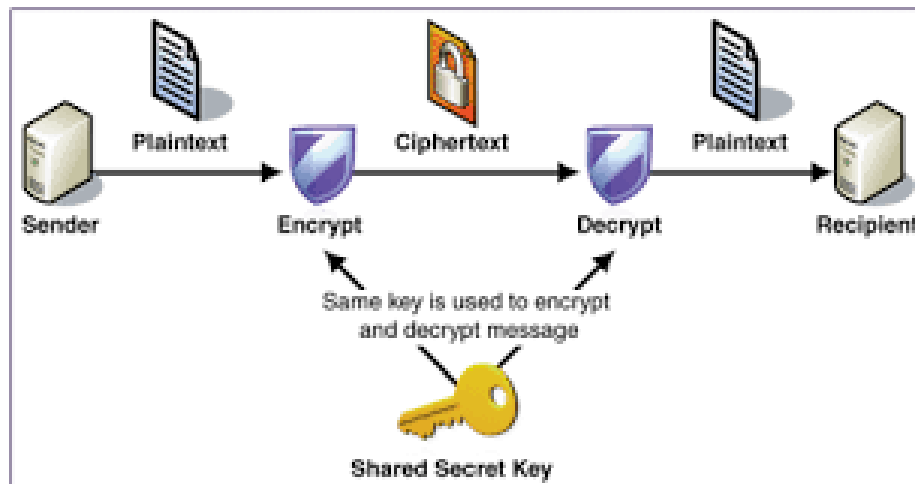 Plaintext
Ciphertext
Plaintext
Sender
Encrypt
Decrypt
Recipient
Same key is used to encrypt
and decrypt message
Shared Secret Key